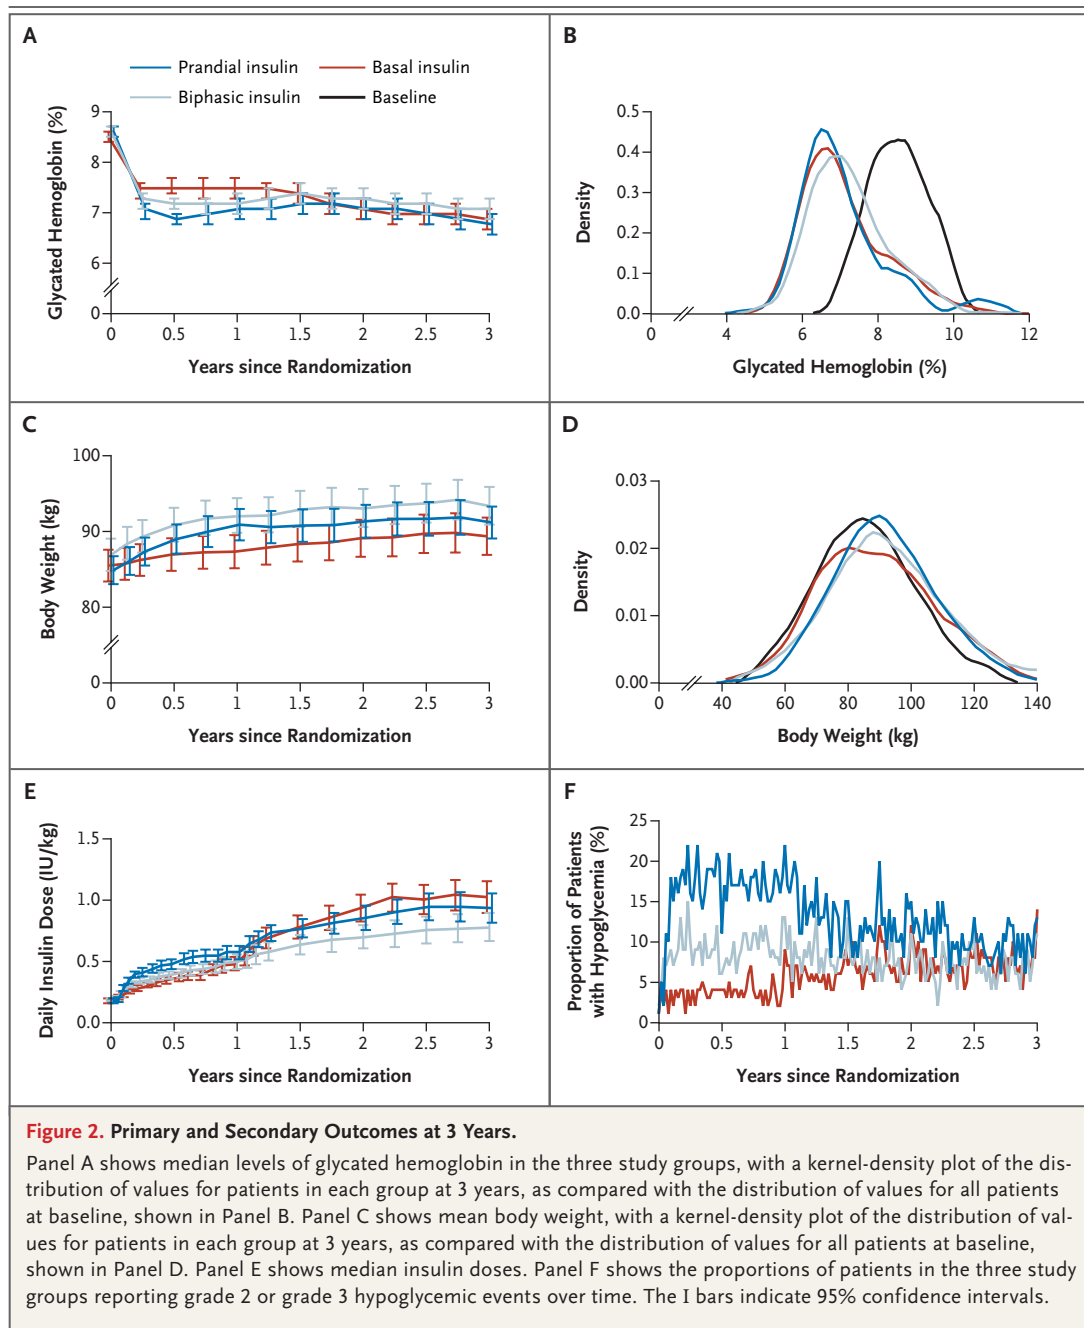 A
Prandial insulin
Basal insulin
Biphasic insulin
Baseline
Glycated Hemoglobin (%)
9
8
7
6
0
0
0.5
1
1.5
2
2.5
3
Years since Randomization
B
Density
0.5
0.4
0.3
0.2
0.1
0.0
0
4
6
8
10
12
Glycated Hemoglobin (%)
C
Body Weight (kg)
100
90
80
0
0
0.5
1
1.5
2
2.5
3
Years since Randomization
D
Density
0.03
0.02
0.01
0.00
0
40
60
80
100
120
140
Body Weight (kg)
E
Daily Insulin Dose (IU/kg)
1.5
1.0
0.5
0.0
0
0.5
1
1.5
2
2.5
3
Years since Randomization
F
Proportion of Patients
with Hypoglycemia (%)
25
20
15
10
5
0
0
0.5
1
1.5
2
2.5
3
Years since Randomization
Figure 2. Primary and Secondary Outcomes at 3 Years.
Panel A shows median levels of glycated hemoglobin in the three study groups, with a kernel-density plot of the dis-
tribution of values for patients in each group at 3 years, as compared with the distribution of values for all patients
at baseline, shown in Panel B. Panel C shows mean body weight, with a kernel-density plot of the distribution of val-
ues for patients in each group at 3 years, as compared with the distribution of values for all patients at baseline,
shown in Panel D. Panel E shows median insulin doses. Panel F shows the proportions of patients in the three study
groups reporting grade 2 or grade 3 hypoglycemic events over time. The I bars indicate 95% confidence intervals.